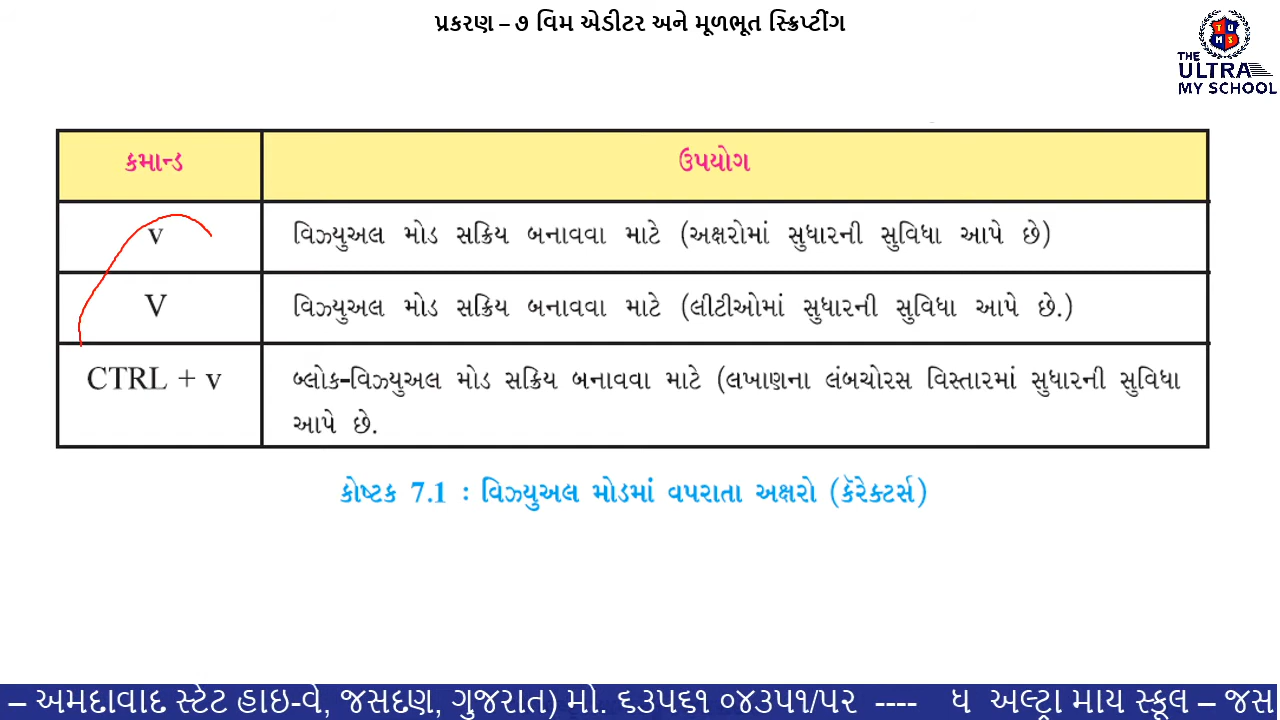 પ્રકરણ – ૭ વિમ એડીટર અને મૂળભૂત સ્ક્રિપ્ટીંગ
TU
MS
THE
ULTRA
MY SCHOOL
કમાન્ડ ઉપયોગ
v વિઝ્યુઅલ મોડ સક્રિય બનાવવા માટે (અક્ષરોમાં સુધારની સુવિધા આપે છે)
V વિઝ્યુઅલ મોડ સક્રિય બનાવવા માટે (લીટીઓમાં સુધારની સુવિધા આપે છે.)
CTRL + v બ્લોક-વિઝ્યુઅલ મોડ સક્રિય બનાવવા માટે (લખાણના લંબચોરસ વિસ્તારમાં સુધારની સુવિધા
આપે છે.
કોષ્ટક 7.1 : વિઝ્યુઅલ મોડમાં વપરાતા અક્ષરો (કૅરેક્ટર્સ)
– અમદાવાદ સ્ટેટ હાઇ-વે, જસદણ, ગુજરાત) મો. ૬૩૫૬૧ ૦૪૩૫૧/૫૨ ---- ધ અલ્ટ્રા માય સ્કૂલ – જસ